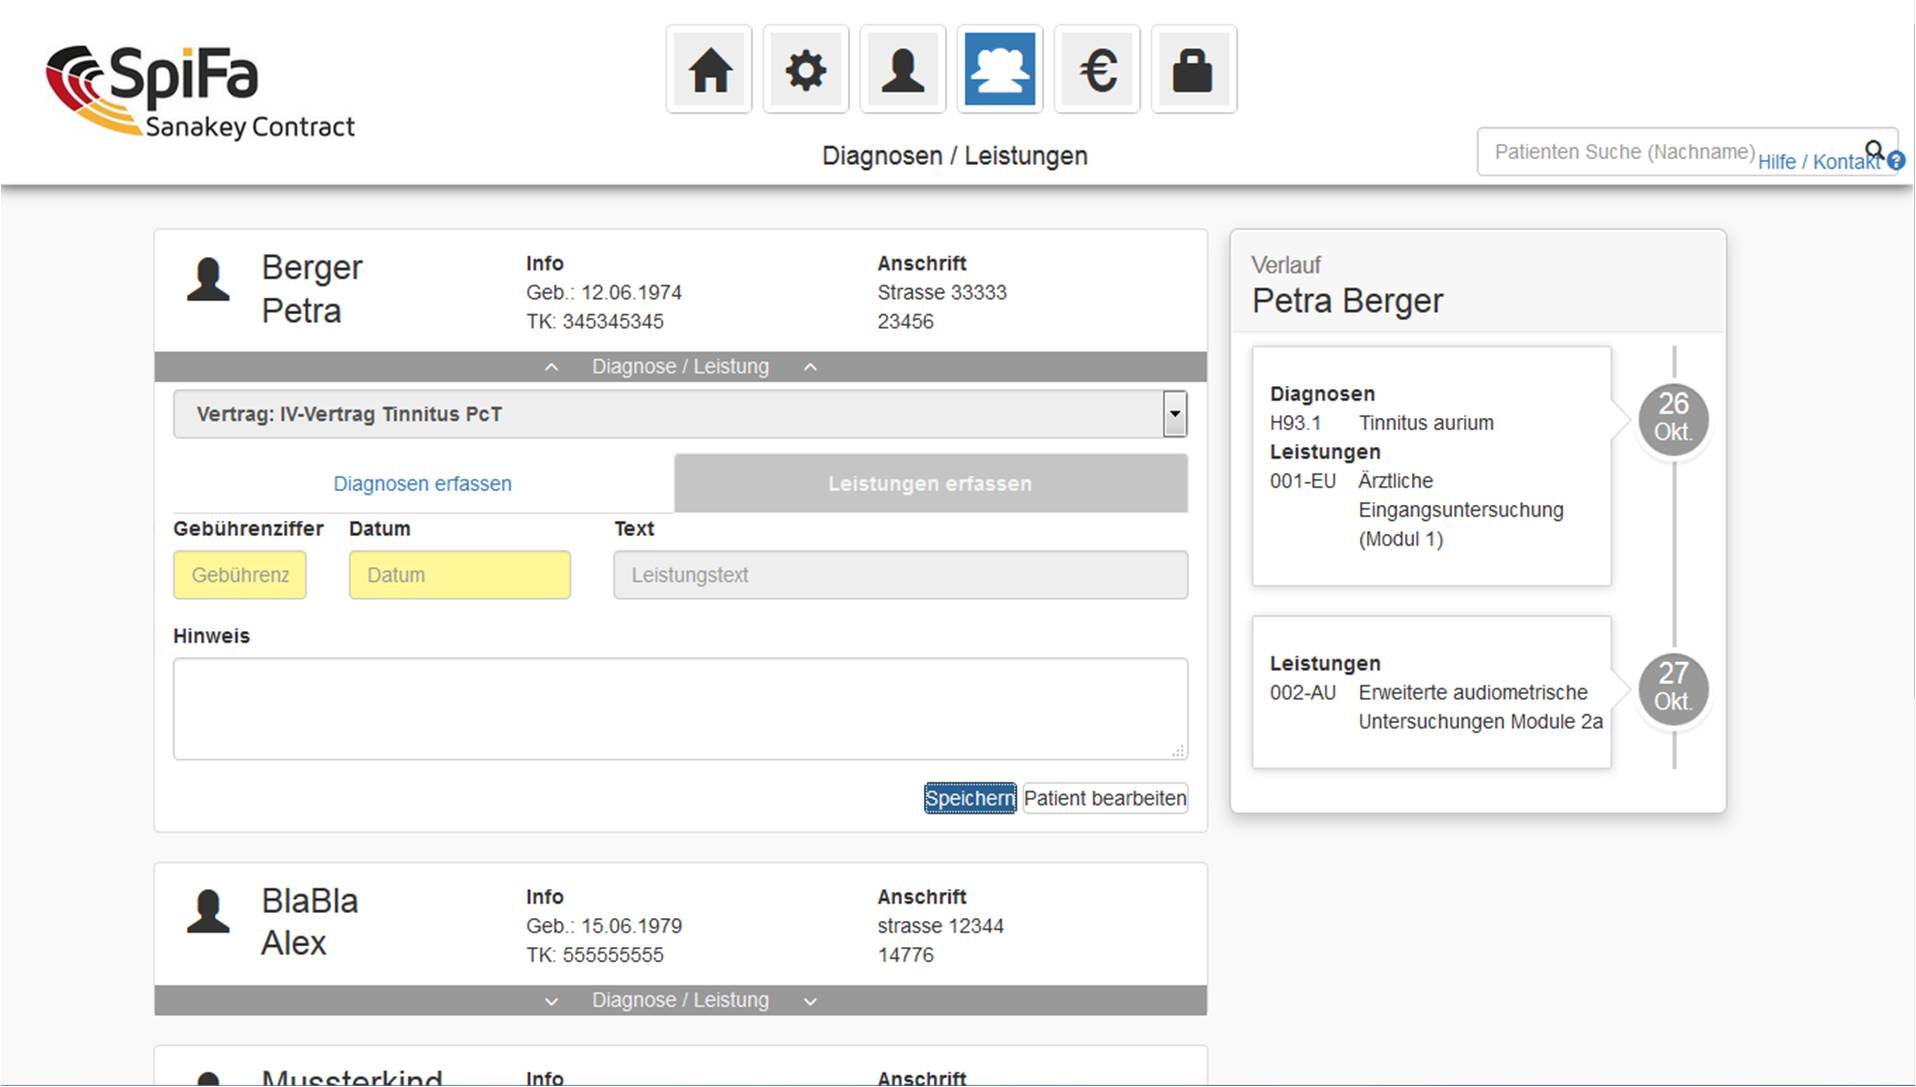 SpiFa
Sanakey Contract
€
Diagnosen / Leistungen
Patienten Suche (Nachname)
Hilfe / Kontakt ?
Berger
Petra
Info
Geb.: 12.06.1974
TK: 345345345
Anschrift
Strasse 33333
23456
Diagnose / Leistung
Vertrag: IV-Vertrag Tinnitus PcT
Diagnosen erfassen
Leistungen erfassen
Gebührenziffer Datum Text
Gebührenz Datum Leistungstext
Hinweis
Speichern Patient bearbeiten
Verlauf
Petra Berger
Diagnosen
H93.1 Tinnitus aurium
Leistungen
001-EU Ärztliche
Eingangsuntersuchung
(Modul 1)
26
Okt.
Leistungen
002-AU Erweiterte audiometrische
Untersuchungen Module 2a
27
Okt.
BlaBla
Alex
Info
Geb.: 15.06.1979
TK: 555555555
Anschrift
strasse 12344
14776
Diagnose / Leistung
Mussterkind
Info
Anschrift